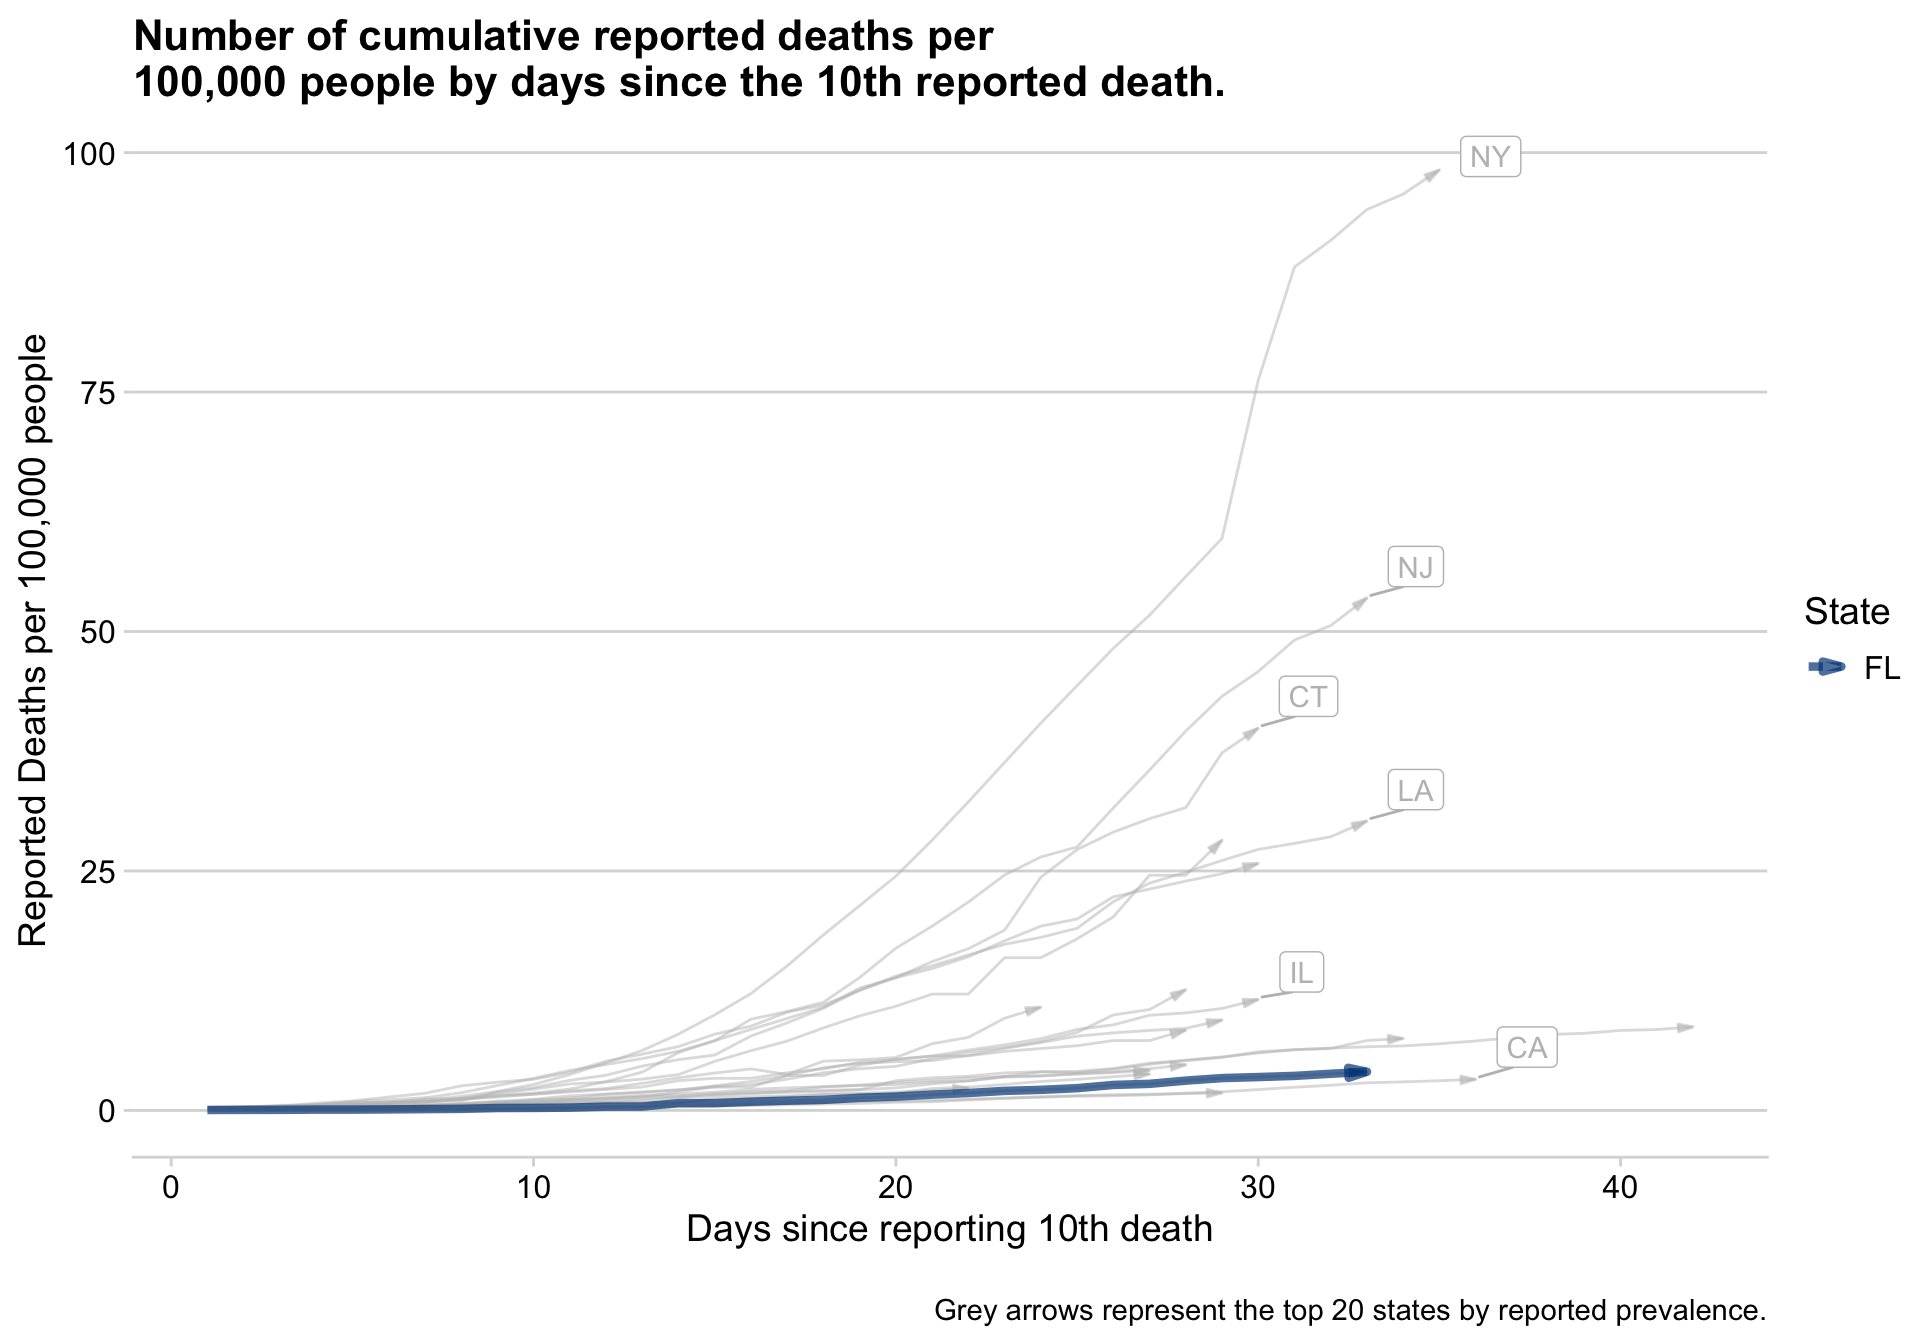 Number of cumulative reported deaths per
100,000 people by days since the 10th reported death.
Reported Deaths per 100,000 people
100
75
50
25
0
NY
NJ
CT
LA
IL
CA
State
FL
0
10
20
30
40
Days since reporting 10th death
Grey arrows represent the top 20 states by reported prevalence.